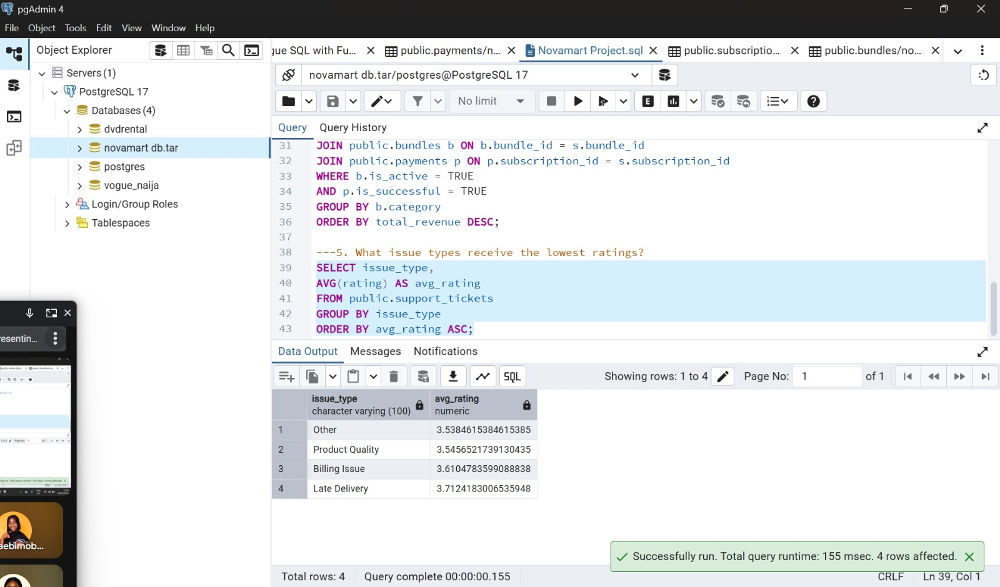 pgAdmin 4
File Object Tools Edit View Window Help
Object Explorer
Servers (1)
PostgreSQL 17
Databases (4)
dvdrental
novamart db.tar
postgres
vogue_naija
Login/Group Roles
Tablespaces
gue SQL with Fu... public.payments/n... Novamart Project.sql public.subscriptio... public.bundles/no...
novamart db.tar/postgres@PostgreSQL 17
No limit
E
Query Query History
31 JOIN public.bundles b ON b.bundle_id = s.bundle_id
32 JOIN public.payments p ON p.subscription_id = s.subscription_id
33 WHERE b.is_active = TRUE
34 AND p.is_successful = TRUE
35 GROUP BY b.category
36 ORDER BY total_revenue DESC;
37
38 ---5. What issue types receive the lowest ratings?
39 SELECT issue_type,
40 AVG(rating) AS avg_rating
41 FROM public.support_tickets
42 GROUP BY issue_type
43 ORDER BY avg_rating ASC;
Data Output Messages Notifications
SQL Showing rows: 1 to 4 Page No: 1 of 1
issue_type avg_rating
character varying (100) numeric
1 Other 3.5384615384615385
2 Product Quality 3.5456521739130435
3 Billing Issue 3.6104783599088838
4 Late Delivery 3.7124183006535948
Successfully run. Total query runtime: 155 msec. 4 rows affected.
Total rows: 4 Query complete 00:00:00.155 CRLF Ln 39, Col 1
resentin...
aebimob...